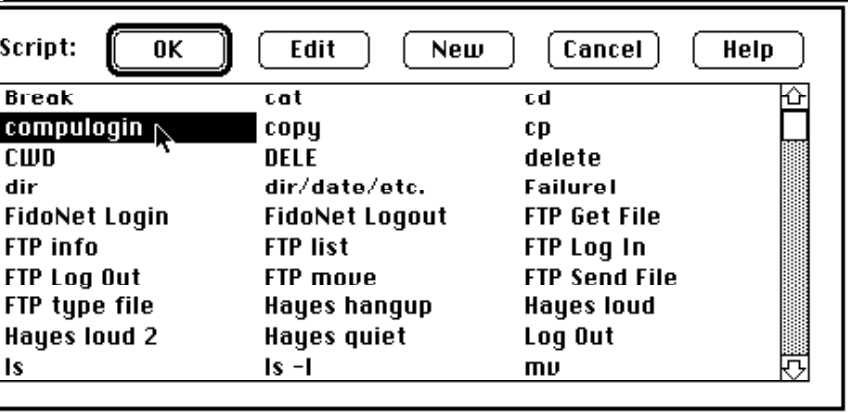 Script: OK Edit New Cancel Help
Break cat cd
compulogin copy cp
CWD DELE delete
dir dir/date/etc. Failure!
FidoNet Login FidoNet Logout FTP Get File
FTP info FTP list FTP Log In
FTP Log Out FTP move FTP Send File
FTP type file Hayes hangup Hayes loud
Hayes loud 2 Hayes quiet Log Out
ls ls -l mv